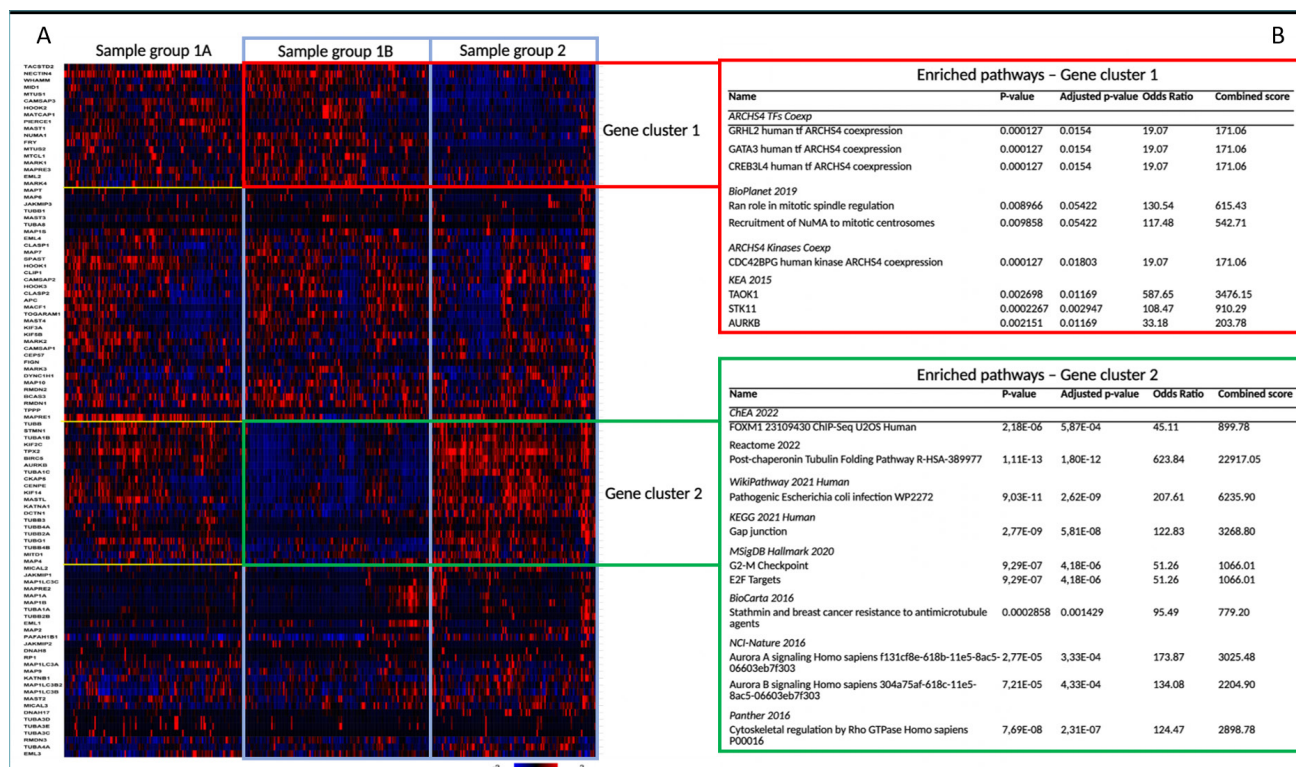 A
B
Sample group 1A
Sample group 1B
Sample group 2
TACSTD2
NECTIN4
WHAMM
MID1
MTUS1
CAMSAP3
HOOK2
MATCAP1
PIERCE1
MAST1
NUMA1
FRY
MTUS2
MTCL1
MARK1
MAPRE3
EML2
MARK4
MAPT
MAP6
JAKMIP3
TUBB1
MAST3
TUBA8
MAP1S
EML4
CLASP1
MAP7
SPAST
HOOK1
CLIP1
CAMSAP2
HOOK3
CLASP2
APC
MACF1
TOGARAM1
MAST4
KIF3A
KIF5B
MARK2
CAMSAP1
CEP57
FIGN
MARK3
DYNC1H1
MAP10
RMDN2
BCAS3
RMDN1
TPPP
MAPRE1
TUBB
STMN1
TUBA1B
KIF2C
TPX2
BIRC5
AURKB
TUBA1C
CKAP5
CENPE
KIF14
MASTL
KATNA1
DCTN1
TUBB3
TUBB4A
TUBB2A
TUBG1
TUBB4B
MITD1
MAP4
MICAL2
JAKMIP1
MAP1LC3C
MAPRE2
MAP1A
MAP1B
TUBA1A
TUBB2B
EML1
MAP2
PAFAH1B1
JAKMIP2
DNAH8
RP1
MAP1LC3A
MAP9
KATNB1
MAP1LC3B2
MAP1LC3B
MAST2
MICAL3
DNAH17
TUBA3D
TUBA3E
TUBA3C
RMDN3
TUBA4A
EML3
Gene cluster 1
Gene cluster 2
Enriched pathways – Gene cluster 1
Name P-value Adjusted p-value Odds Ratio Combined score
ARCHS4 TFs Coexp
GRHL2 human tf ARCHS4 coexpression 0.000127 0.0154 19.07 171.06
GATA3 human tf ARCHS4 coexpression 0.000127 0.0154 19.07 171.06
CREB3L4 human tf ARCHS4 coexpression 0.000127 0.0154 19.07 171.06
BioPlanet 2019
Ran role in mitotic spindle regulation 0.008966 0.05422 130.54 615.43
Recruitment of NuMA to mitotic centrosomes 0.009858 0.05422 117.48 542.71
ARCHS4 Kinases Coexp
CDC42BPG human kinase ARCHS4 coexpression 0.000127 0.01803 19.07 171.06
KEA 2015
TAOK1 0.002698 0.01169 587.65 3476.15
STK11 0.0002267 0.002947 108.47 910.29
AURKB 0.002151 0.01169 33.18 203.78
Enriched pathways – Gene cluster 2
Name P-value Adjusted p-value Odds Ratio Combined score
ChEA 2022
FOXM1 23109430 ChIP-Seq U2OS Human 2,18E-06 5,87E-04 45.11 899.78
Reactome 2022
Post-chaperonin Tubulin Folding Pathway R-HSA-389977 1,11E-13 1,80E-12 623.84 22917.05
WikiPathway 2021 Human
Pathogenic Escherichia coli infection WP2272 9,03E-11 2,62E-09 207.61 6235.90
KEGG 2021 Human
Gap junction 2,77E-09 5,81E-08 122.83 3268.80
MSigDB Hallmark 2020
G2-M Checkpoint 9,29E-07 4,18E-06 51.26 1066.01
E2F Targets 9,29E-07 4,18E-06 51.26 1066.01
BioCarta 2016
Stathmin and breast cancer resistance to antimicrotubule 0.0002858 0.001429 95.49 779.20
agents
NCI-Nature 2016
Aurora A signaling Homo sapiens f131cf8e-618b-11e5-8ac5- 2,77E-05 3,33E-04 173.87 3025.48
06603eb7f303
Aurora B signaling Homo sapiens 304a75af-618c-11e5- 7,21E-05 4,33E-04 134.08 2204.90
8ac5-06603eb7f303
Panther 2016
Cytoskeletal regulation by Rho GTPase Homo sapiens 7,69E-08 2,31E-07 124.47 2898.78
P00016